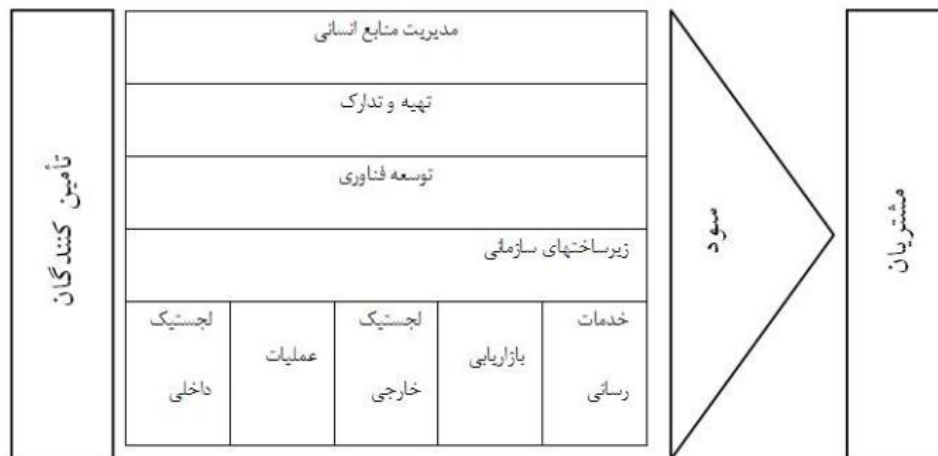 مدیریت منابع انسانی
تهیه و تدارک
توسعه فناوری
زیرساختهای سازمانی
تأمین کنندگان
لجستیک
داخلی
عملیات
لجستیک
خارجی
بازاریابی
خدمات
رسانی
سود
مشتریان